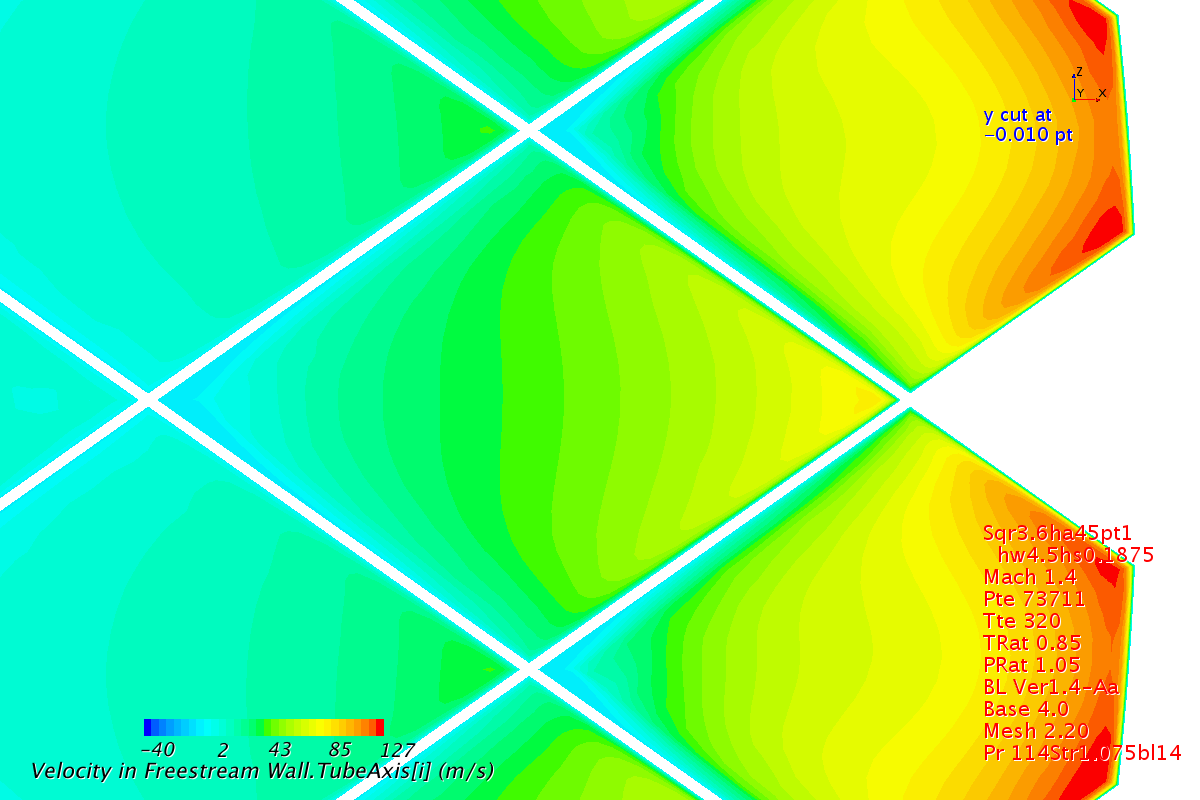 Z
Y X
y cut at
−0.010 pt
Sqr3.6ha45pt1
hw4.5hs0.1875
Mach 1.4
Pte 73711
Tte 320
TRat 0.85
PRat 1.05
BL Ver1.4−Aa
Base 4.0
Mesh 2.20
Pr 114Str1.075bl14
−40 2 43 85 127
Velocity in Freestream Wall.TubeAxis[i] (m/s)